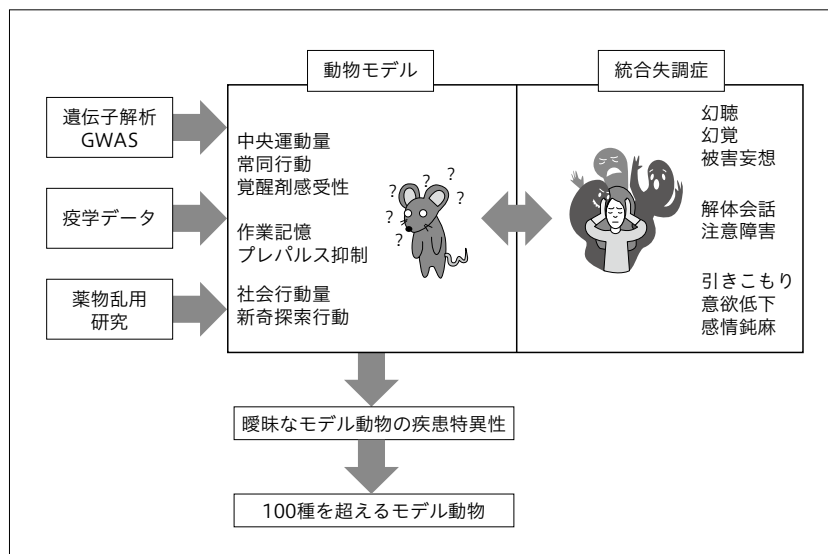 動物モデル
統合失調症
遺伝子解析
GWAS
疫学データ
薬物乱用
研究
中央運動量
常同行動
覚醒剤感受性
作業記憶
プレパルス抑制
社会行動量
新奇探索行動
? ? ? ? ? ? ?
幻聴
幻覚
被害妄想
解体会話
注意障害
引きこもり
意欲低下
感情鈍麻
曖昧なモデル動物の疾患特異性
100種を超えるモデル動物